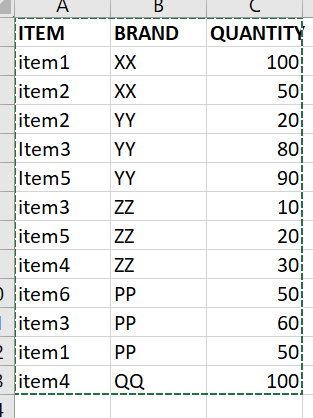 A B C
ITEM BRAND QUANTITY
item1 XX 100
item2 XX 50
item2 YY 20
Item3 YY 80
Item5 YY 90
item3 ZZ 10
item5 ZZ 20
item4 ZZ 30
item6 PP 50
item3 PP 60
item1 PP 50
item4 QQ 100